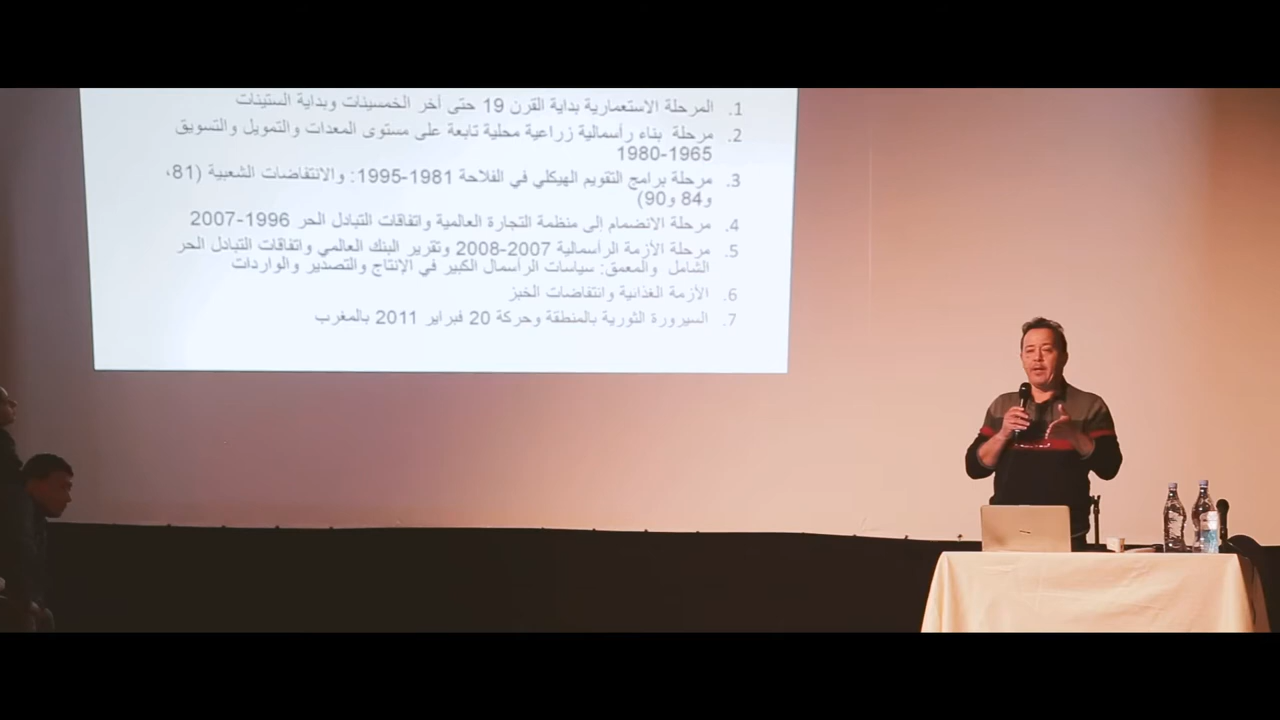 1. المرحلة الاستعمارية بداية القرن 19 حتى آخر الخمسينات وبداية الستينات
2. مرحلة بناء رأسمالية زراعية محلية تابعة على مستوى المعدات والتمويل والتسويق
1965-1980
3. مرحلة برامج التقويم الهيكلي في الفلاحة 1981-1995: والانتفاضات الشعبية (81،
و84 و90)
4. مرحلة الانضمام إلى منظمة التجارة العالمية واتفاقات التبادل الحر 1996-2007
5. مرحلة الأزمة الرأسمالية 2007-2008 وتقرير البنك العالمي واتفاقات التبادل الحر
الشامل والمعمق: سياسات الرأسمال الكبير في الإنتاج والتصدير والواردات
6. الأزمة الغذائية وانتفاضات الخبز
7. السيرورة الثورية بالمنطقة وحركة 20 فبراير 2011 بالمغرب